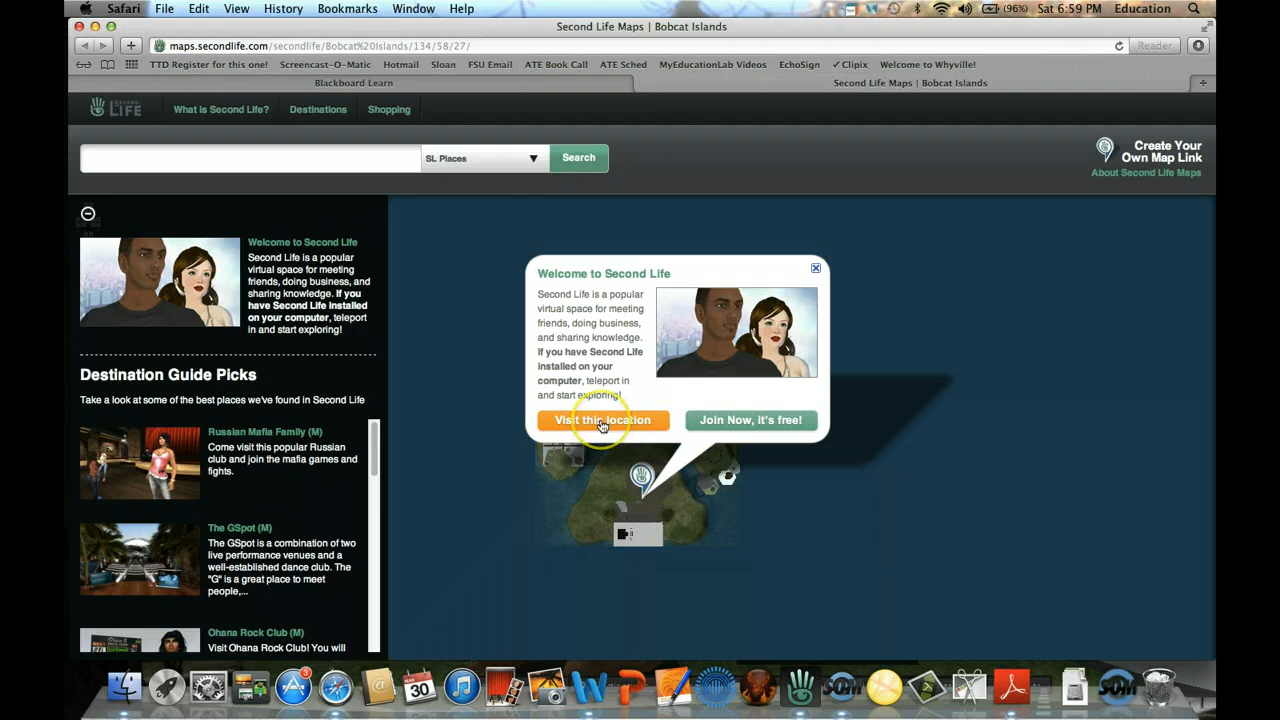 Safari File Edit View History Bookmarks Window Help (96%) Sat 6:59 PM Education
Second Life Maps | Bobcat Islands
maps.secondlife.com/secondlife/Bobcat%20Islands/134/58/27/ Reader
TTD Register for this one! Screencast-O-Matic Hotmail Sloan FSU Email ATE Book Call ATE Sched MyEducationLab Videos EchoSign ✓Clipix Welcome to Whyville!
Blackboard Learn Second Life Maps | Bobcat Islands
SECOND LIFE What is Second Life? Destinations Shopping
SL Places ▼ Search
Create Your
Own Map Link
About Second Life Maps
Welcome to Second Life
Second Life is a popular
virtual space for meeting
friends, doing business, and
sharing knowledge. If you
have Second Life installed
on your computer, teleport
in and start exploring!
Destination Guide Picks
Take a look at some of the best places we've found in Second Life
Russian Mafia Family (M)
Come visit this popular Russian
club and join the mafia games and
fights.
The GSpot (M)
The GSpot is a combination of two
live performance venues and a
well-established dance club. The
"G" is a great place to meet
people,...
Ohana Rock Club (M)
Visit Ohana Rock Club! You will
Welcome to Second Life
Second Life is a popular
virtual space for meeting
friends, doing business,
and sharing knowledge.
If you have Second Life
installed on your
computer, teleport in
and start exploring!
Visit this location Join Now, it's free!
3
30
SOM
SOM